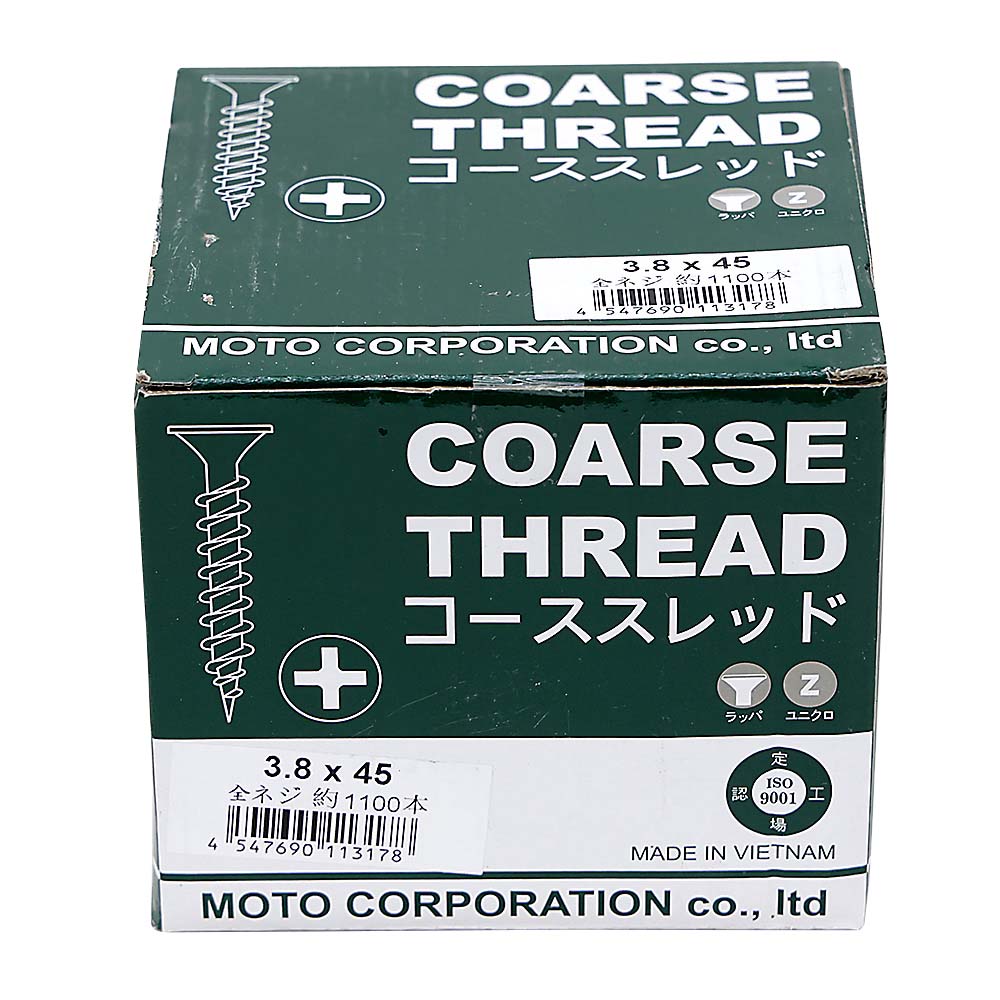 COARSE
THREAD
コーススレッド
Z
ラッパ ユニクロ
3.8 x 45
全ネジ 約1100本
4 547690 113178
MOTO CORPORATION co., ltd
COARSE
THREAD
コーススレッド
Z
ラッパ ユニクロ
3.8 x 45
全ネジ 約1100本
4 547690 113178
定
認 ISO 工
9001
場
MADE IN VIETNAM
MOTO CORPORATION co., ltd